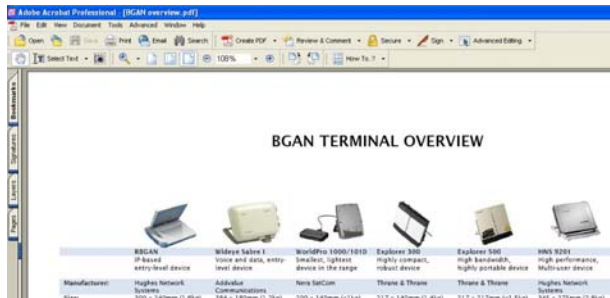 Adobe Acrobat Professional - [BGAN overview.pdf]
File Edit View Document Tools Advanced Window Help
Open Save Print Email Search Create PDF Review & Comment Secure Sign Advanced Editing
Select Text 108% How To..?
Bookmarks
Signatures
Layers
Pages
BGAN TERMINAL OVERVIEW
RBGAN Wideye Sabre I WorldPro 1000/1010 Explorer 300 Explorer 500 HNS 9201
IP-based Voice and data, entry- Smallest, lightest Highly compact, High bandwidth, High performance,
entry-level device level device device in the range robust device highly portable device Multi-user device
Manufacturer: Hughes Network Addvalue Nera SatCom Thrane & Thrane Thrane & Thrane Hughes Network
Systems Communications Systems